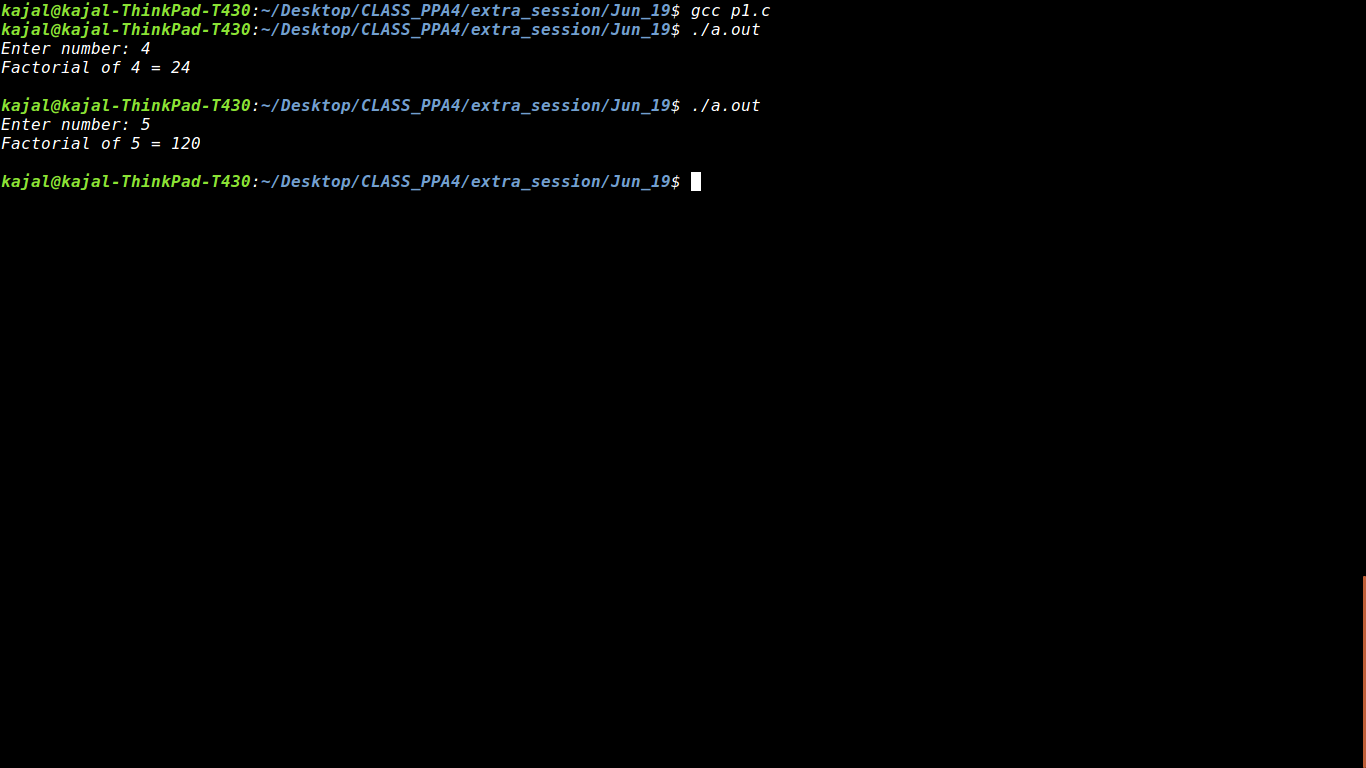 kajal@kajal-ThinkPad-T430:~/Desktop/CLASS_PPA4/extra_session/Jun_19$ gcc p1.c
kajal@kajal-ThinkPad-T430:~/Desktop/CLASS_PPA4/extra_session/Jun_19$ ./a.out
Enter number: 4
Factorial of 4 = 24
kajal@kajal-ThinkPad-T430:~/Desktop/CLASS_PPA4/extra_session/Jun_19$ ./a.out
Enter number: 5
Factorial of 5 = 120
kajal@kajal-ThinkPad-T430:~/Desktop/CLASS_PPA4/extra_session/Jun_19$